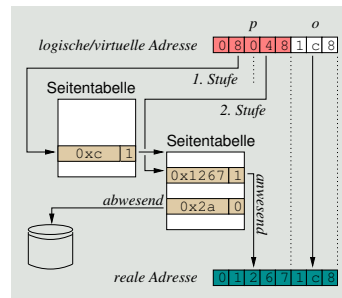 p o
logische/virtuelle Adresse 0 8 0 4 8 1 c 8
1. Stufe
2. Stufe
Seitentabelle
0xc 1
Seitentabelle
0x1267 1
0x2a 0
abwesend
anwesend
reale Adresse 0 1 2 6 7 1 c 8